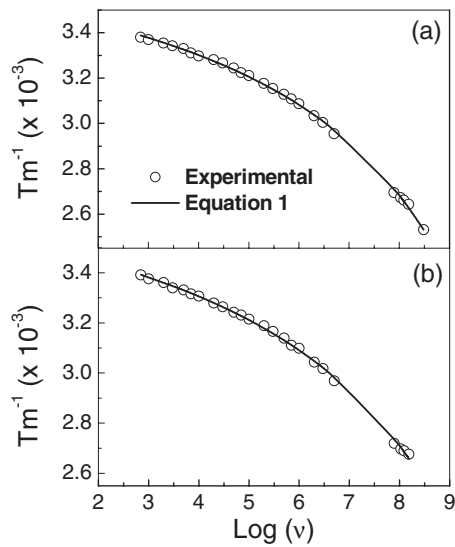 (a)
3.4
3.2
3.0
2.8
2.6
Tm⁻¹ (x 10⁻³)
Experimental
Equation 1
(b)
3.4
3.2
3.0
2.8
2.6
Tm⁻¹ (x 10⁻³)
2 3 4 5 6 7 8 9
Log (ν)